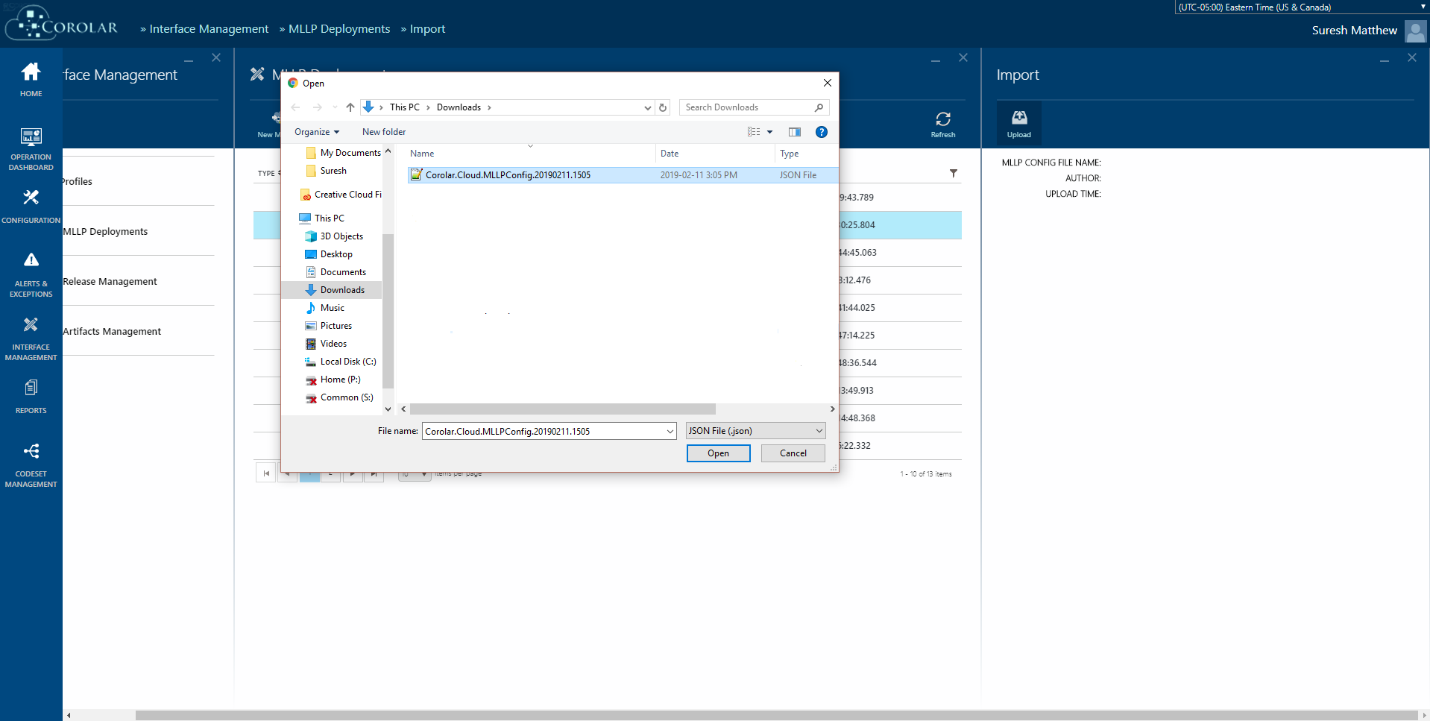 (UTC-05:00) Eastern Time (US & Canada)
COROLAR
» Interface Management » MLLP Deployments » Import
Suresh Matthew
HOME
OPERATION
DASHBOARD
CONFIGURATION
ALERTS &
EXCEPTIONS
INTERFACE
MANAGEMENT
REPORTS
CODESET
MANAGEMENT
rface Management
Profiles
MLLP Deployments
Release Management
Artifacts Management
New M
Refresh
TYPE
9:43.789
0:25.804
44:45.063
3:12.476
41:44.025
47:14.225
48:36.544
3:49.913
4:48.368
5:22.332
items per page
1 - 10 of 13 items
Open
This PC > Downloads >
Search Downloads
Organize
New folder
My Documents
Suresh
Creative Cloud Fi
This PC
3D Objects
Desktop
Documents
Downloads
Music
Pictures
Videos
Local Disk (C:)
Home (P:)
Common (S:)
Name Date Type
Corolar.Cloud.MLLPConfig.20190211.1505 2019-02-11 3:05 PM JSON File
File name: Corolar.Cloud.MLLPConfig.20190211.1505 JSON File (.json)
Open Cancel
Import
Upload
MLLP CONFIG FILE NAME:
AUTHOR:
UPLOAD TIME: